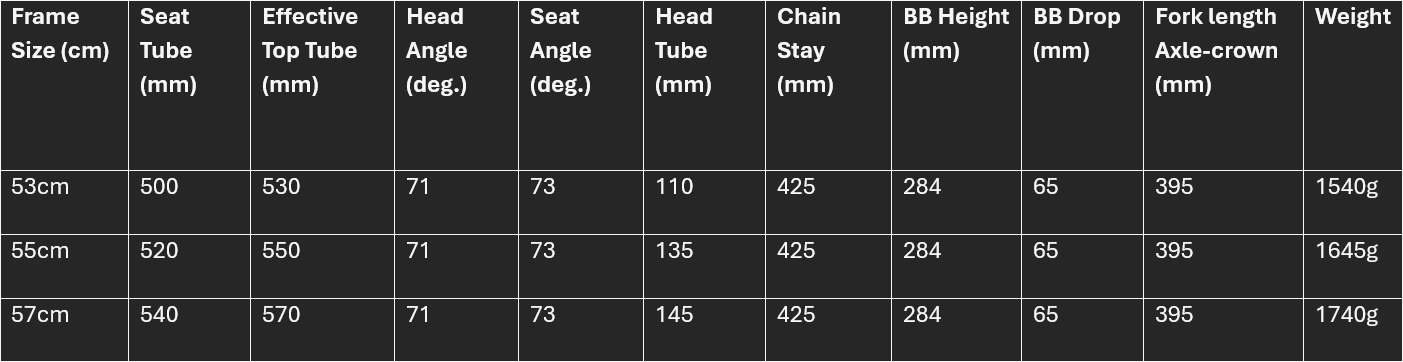 Frame Size (cm) Seat Tube (mm) Effective Top Tube (mm) Head Angle (deg.) Seat Angle (deg.) Head Tube (mm) Chain Stay (mm) BB Height (mm) BB Drop (mm) Fork length Axle-crown (mm) Weight
53cm 500 530 71 73 110 425 284 65 395 1540g
55cm 520 550 71 73 135 425 284 65 395 1645g
57cm 540 570 71 73 145 425 284 65 395 1740g